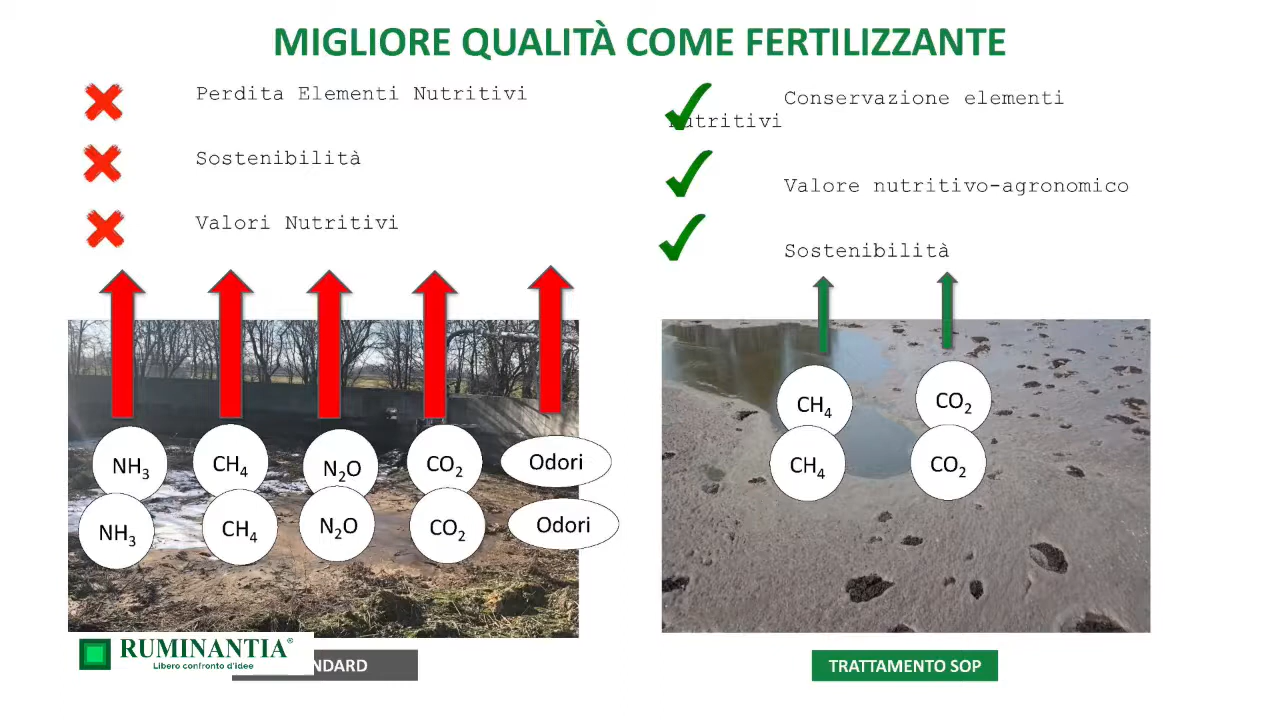 MIGLIORE QUALITÀ COME FERTILIZZANTE
Perdita Elementi Nutritivi
Sostenibilità
Valori Nutritivi
Conservazione elementi
nutritivi
Valore nutritivo-agronomico
Sostenibilità
NH3 CH4 N2O CO2 Odori
NH3 CH4 N2O CO2 Odori
CH4 CO2
CH4 CO2
RUMINANTIA®
Libero confronto d'idee
NDARD
TRATTAMENTO SOP